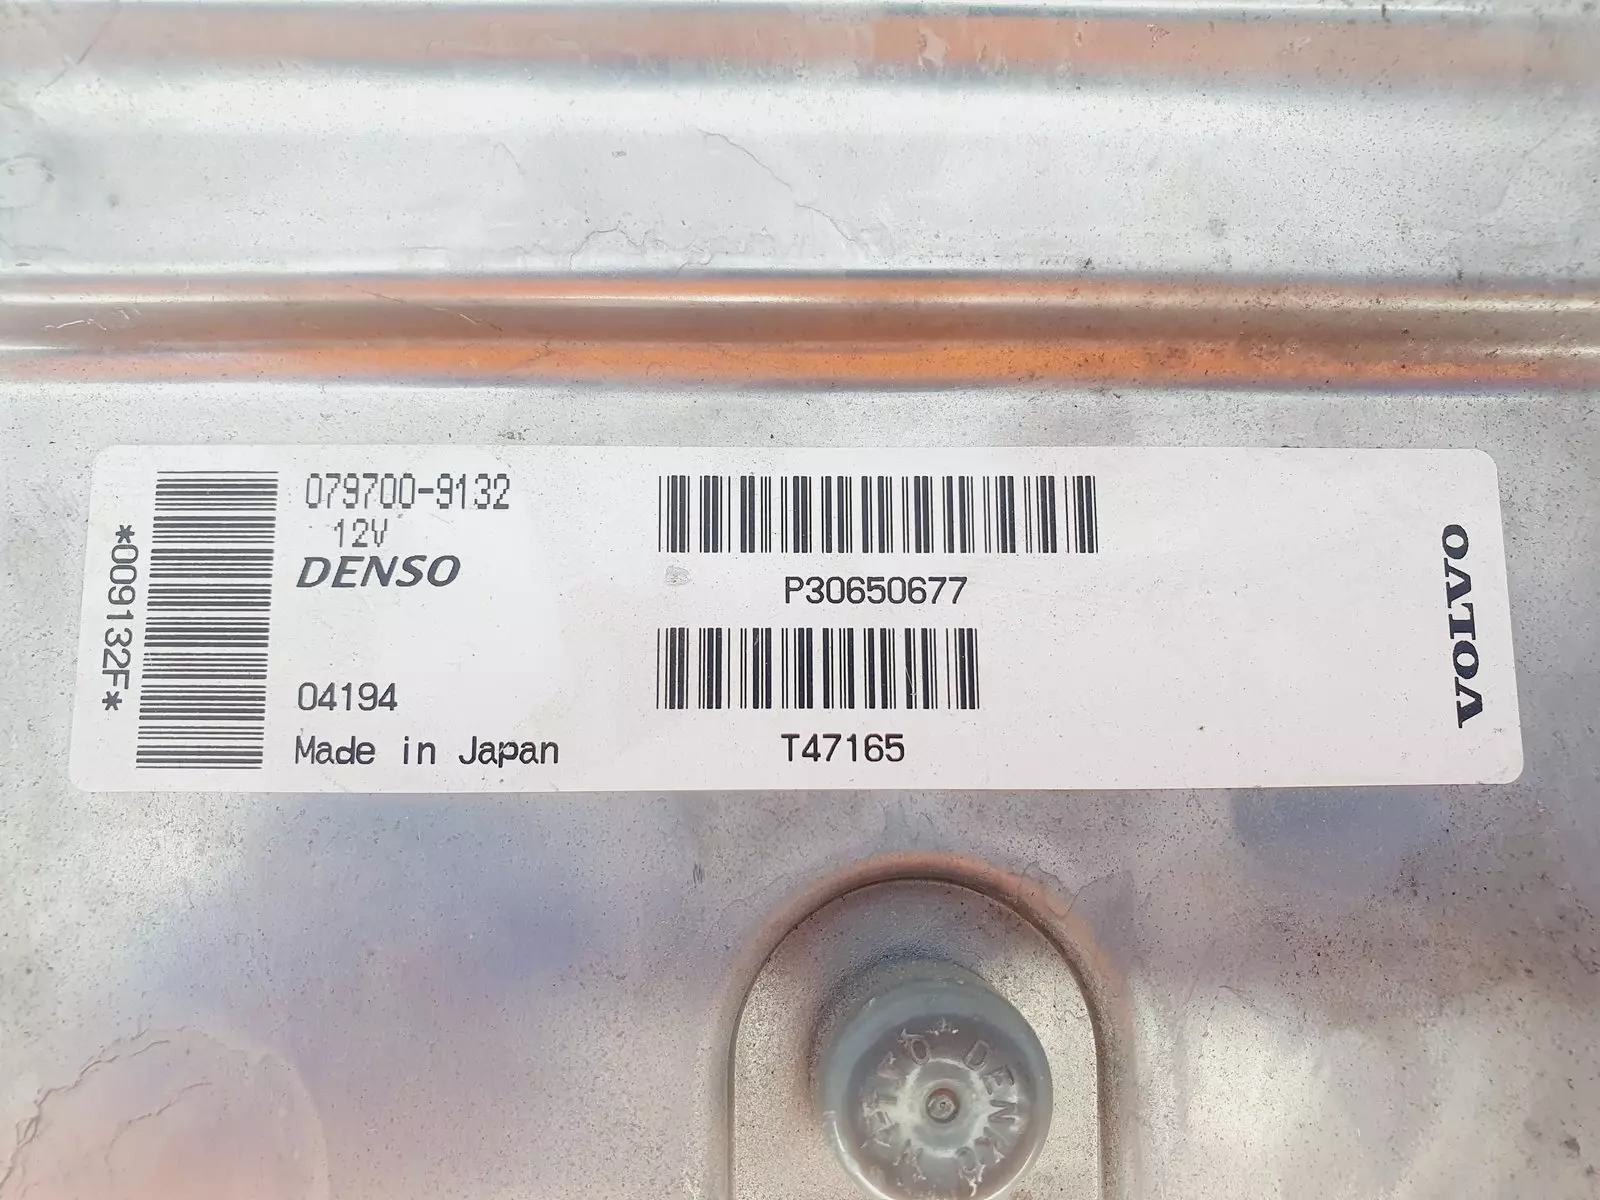 *009132F*
079700-9132
12V
DENSO
04194
Made in Japan
P30650677
T47165
VOLVO